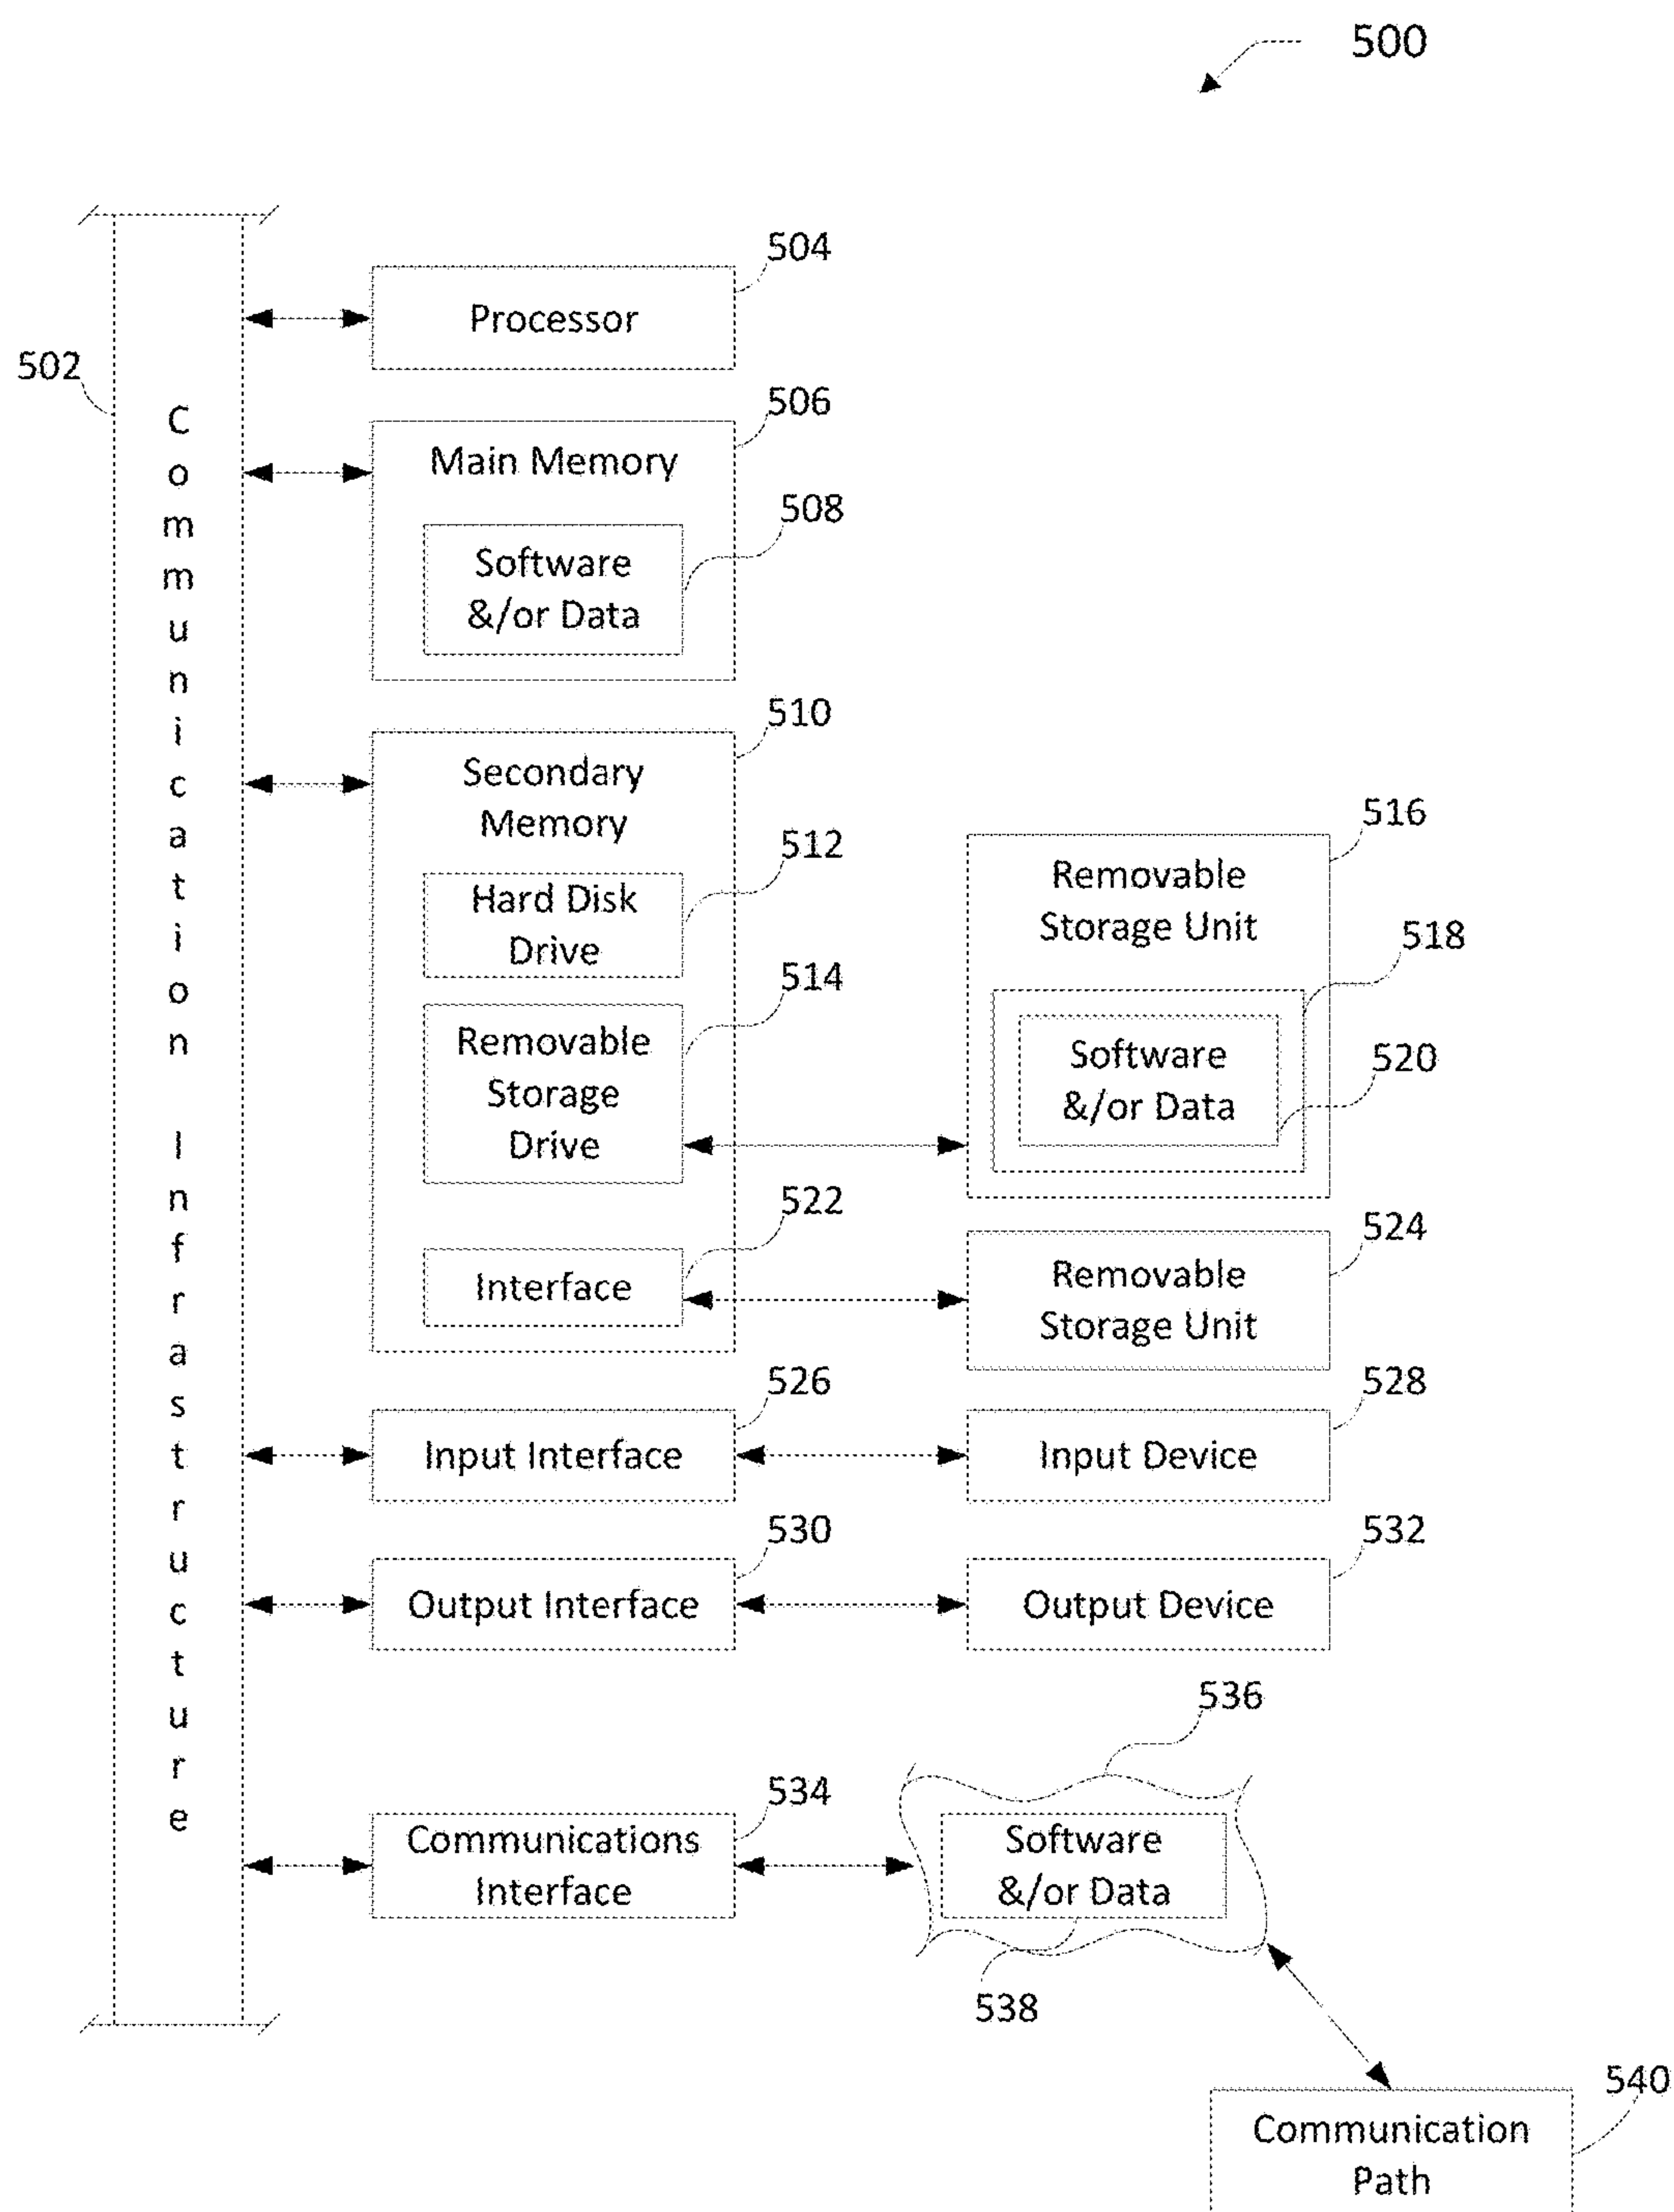 500
502
Communication Infrastructure
504
Processor
506
Main Memory
508
Software
&/or Data
510
Secondary
Memory
512
Hard Disk
Drive
514
Removable
Storage
Drive
516
Removable
Storage Unit
518
Software
&/or Data
520
522
Interface
524
Removable
Storage Unit
526
Input Interface
528
Input Device
530
Output Interface
532
Output Device
534
Communications
Interface
536
Software
&/or Data
538
540
Communication
Path